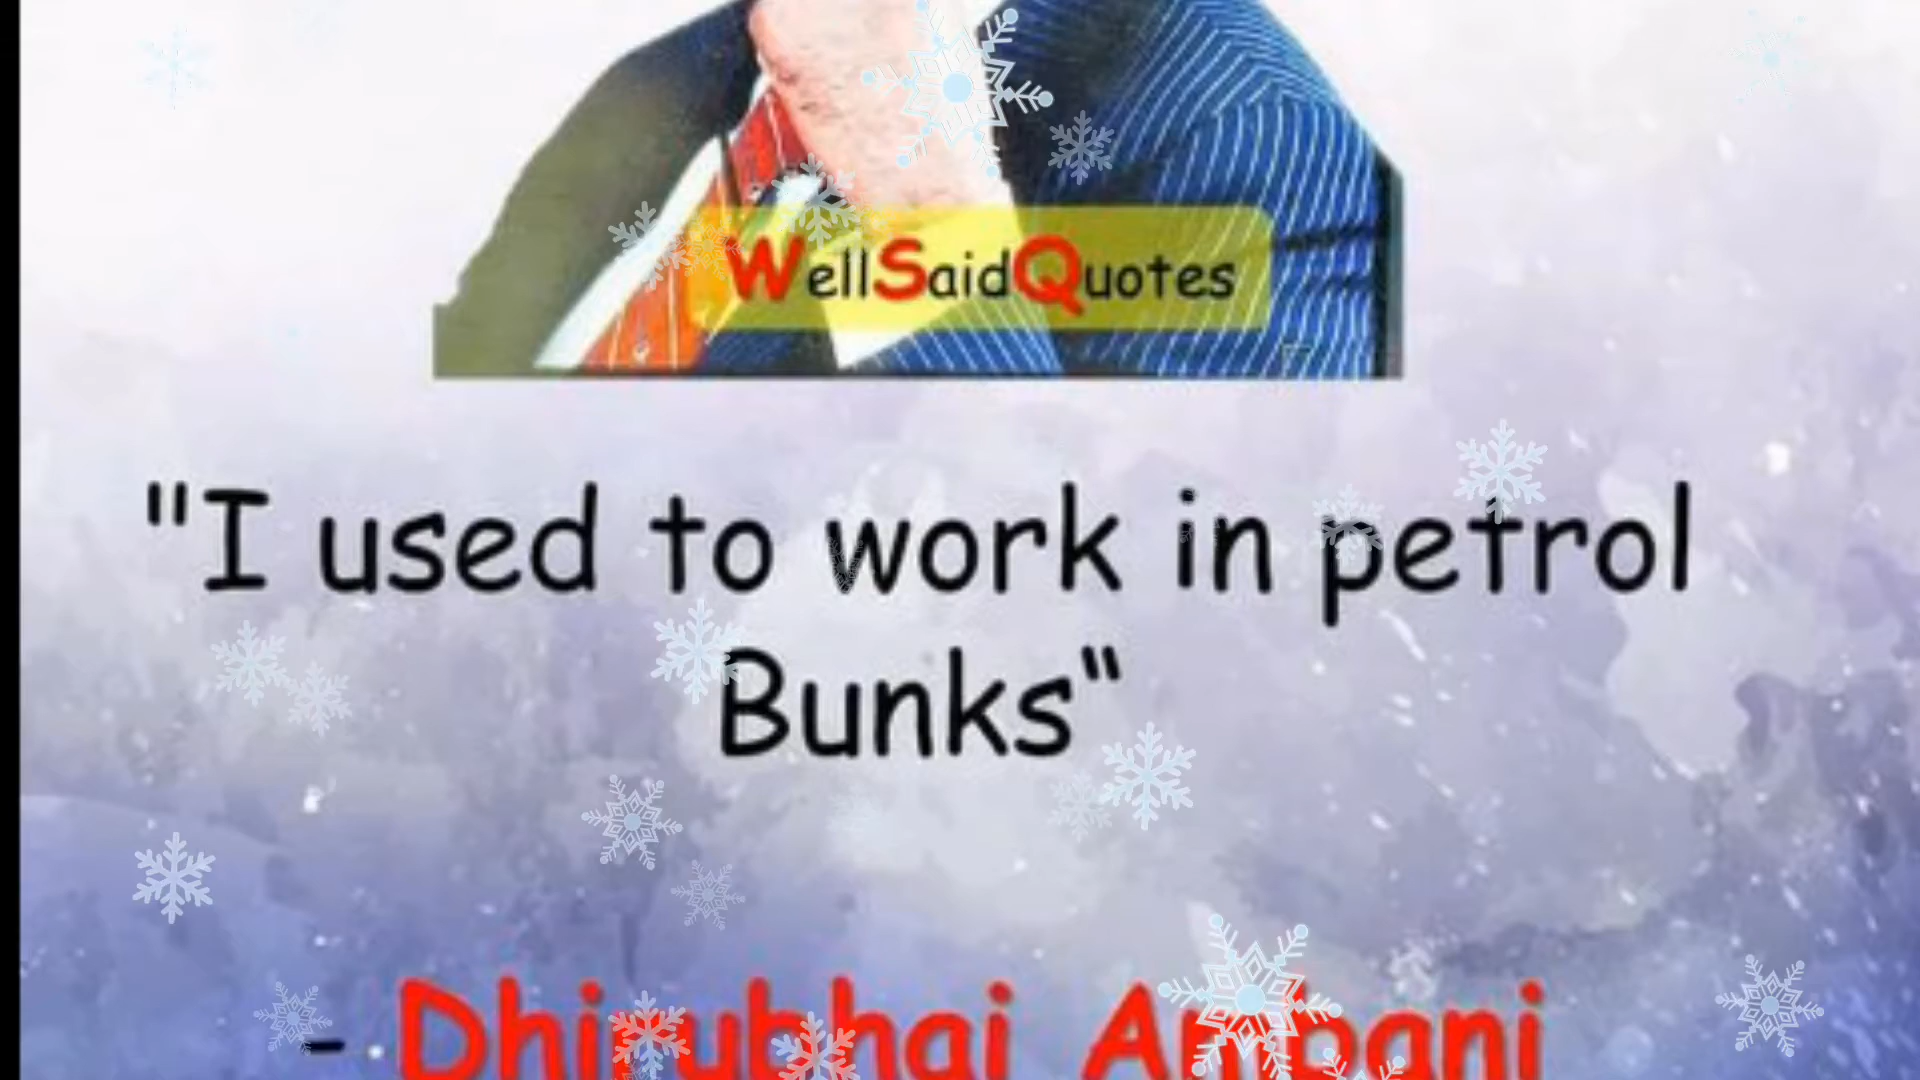 WellSaidQuotes
"I used to work in petrol
Bunks"
- Dhirubhai Ambani